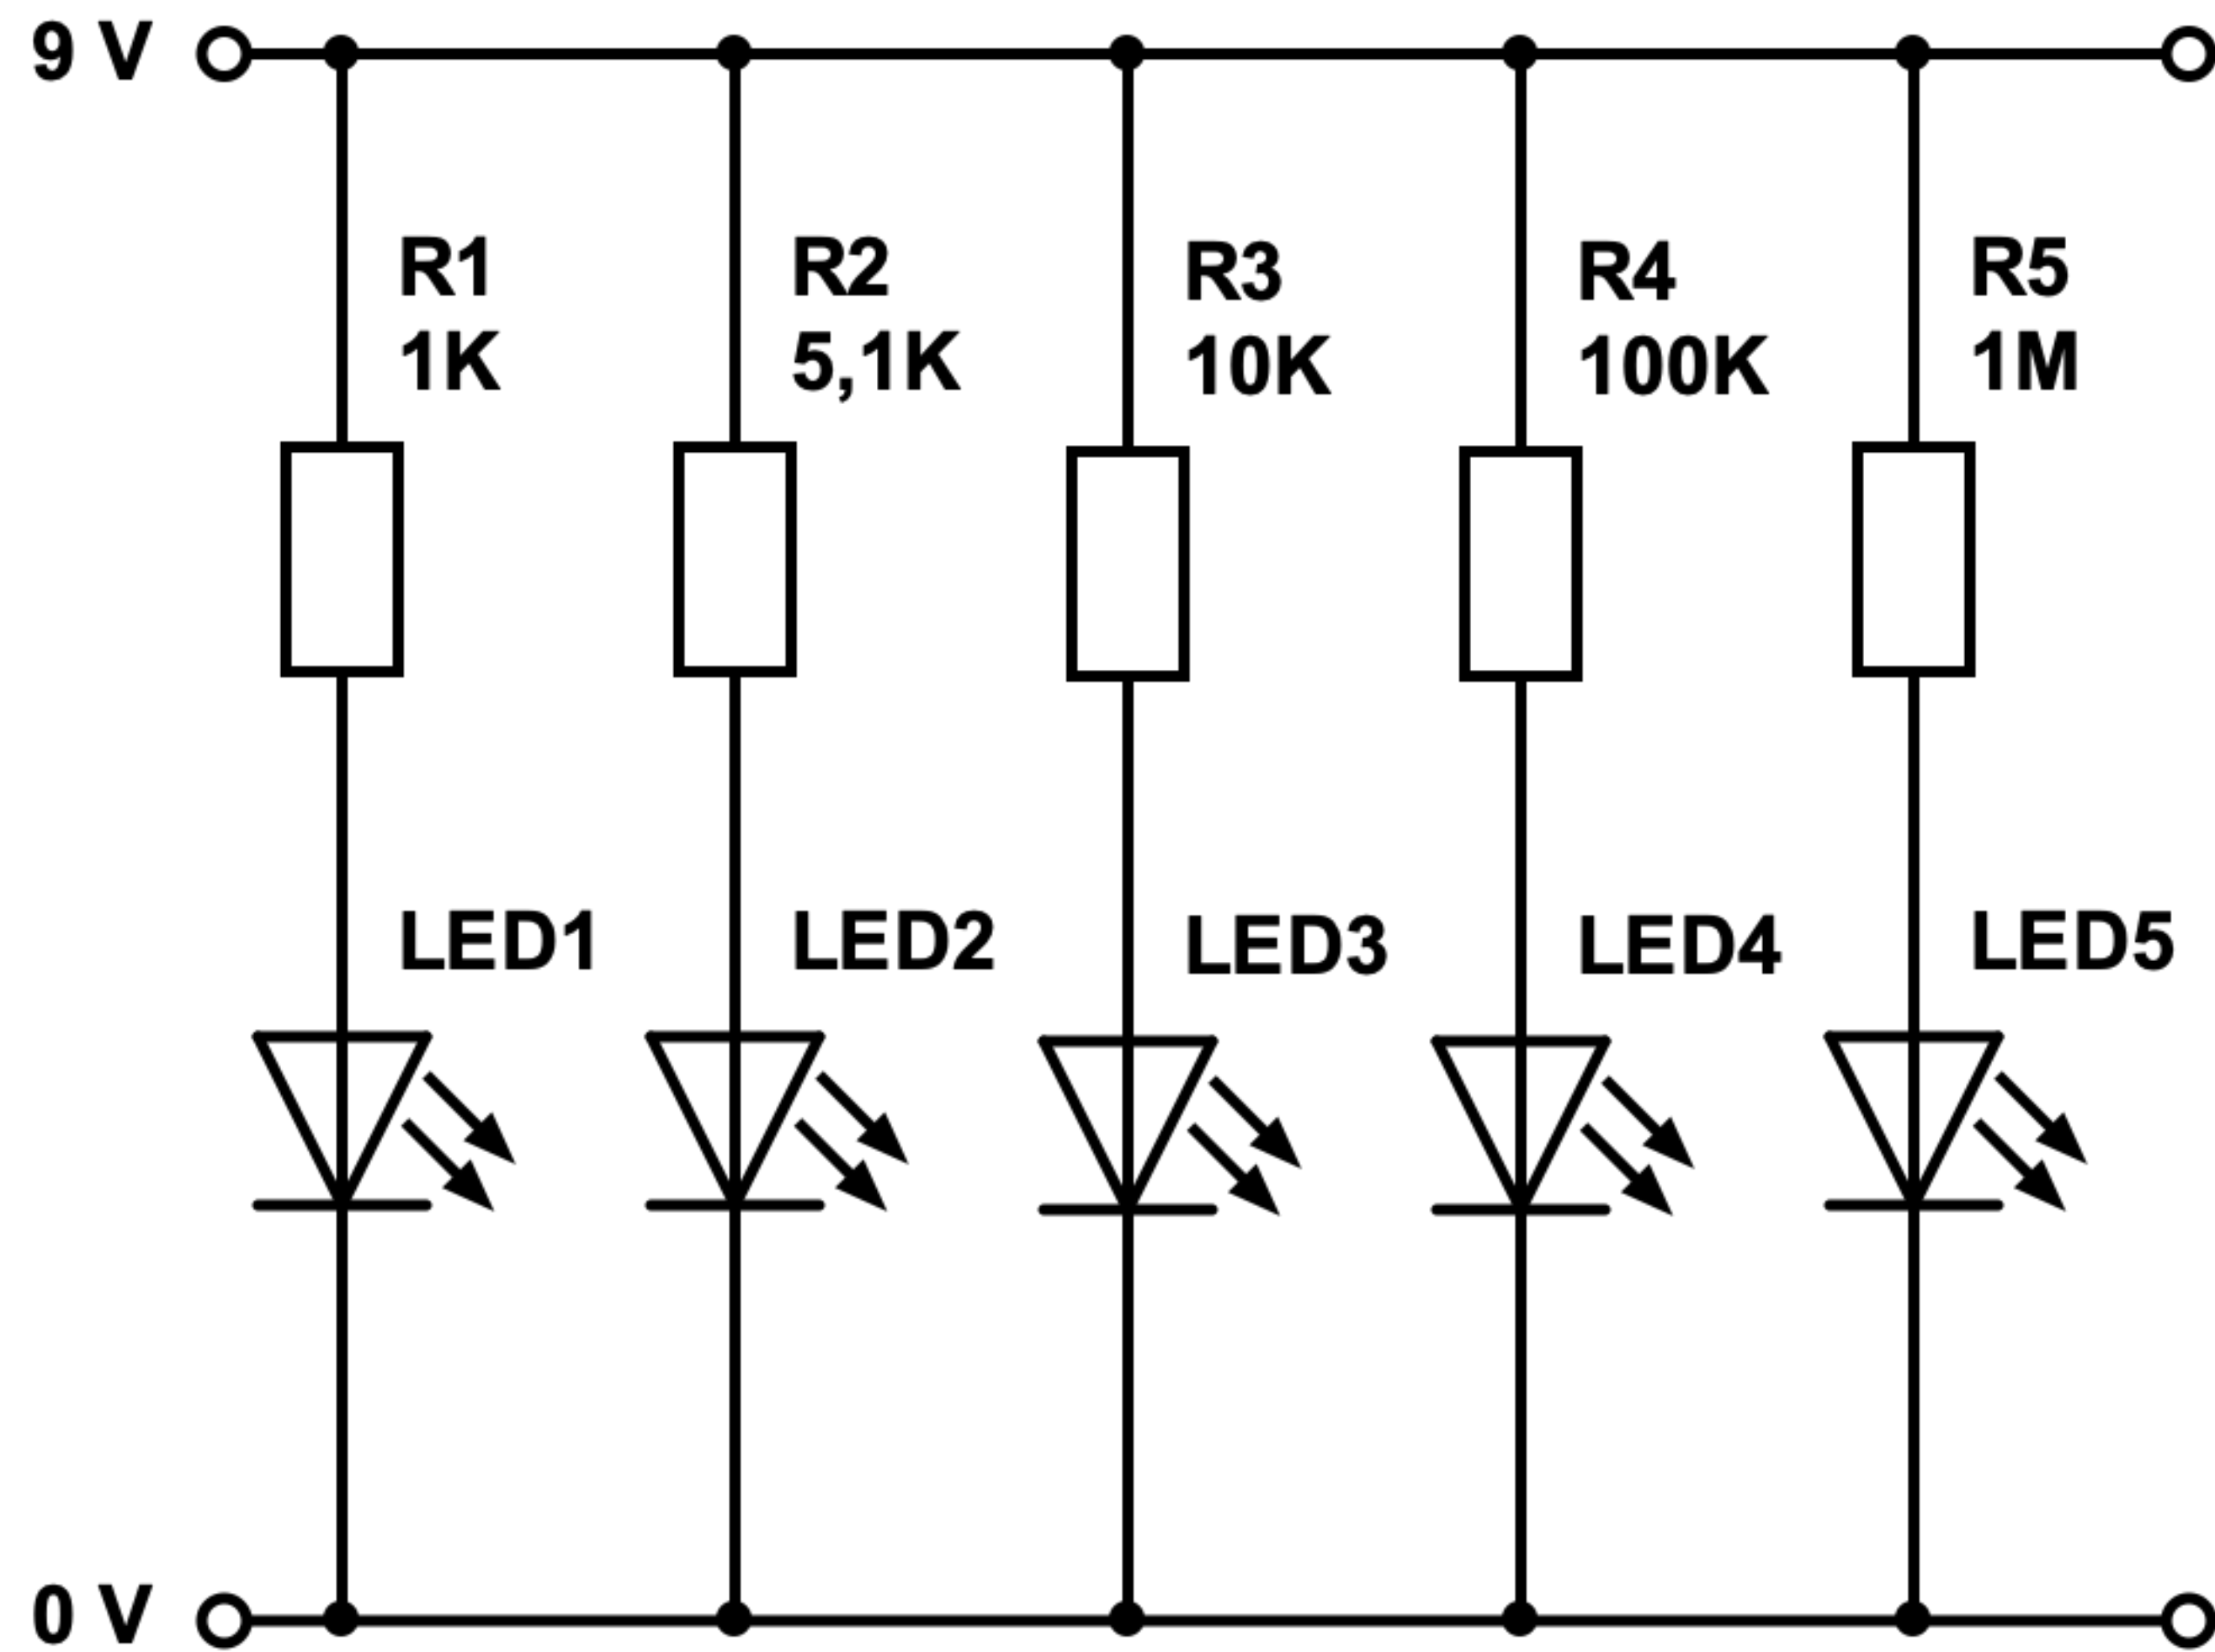 9 V
R1
1K
R2
5,1K
R3
10K
R4
100K
R5
1M
LED1
LED2
LED3
LED4
LED5
0 V